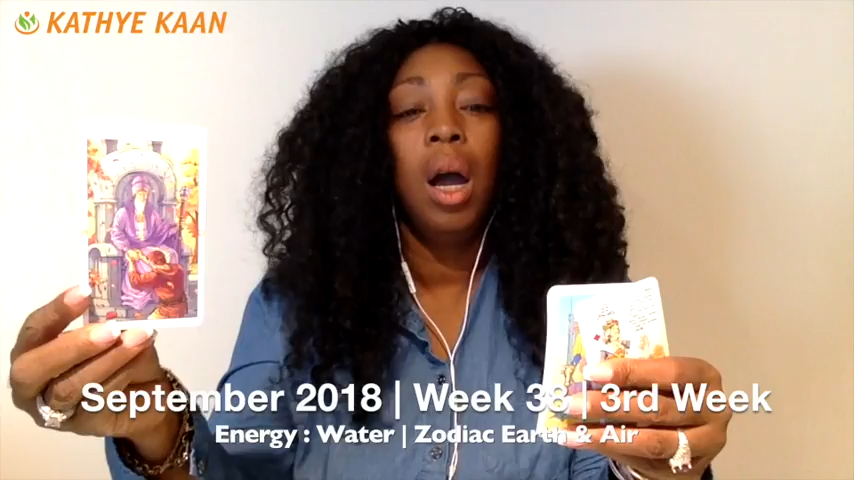 KATHYE KAAN
September 2018 | Week 38 | 3rd Week
Energy : Water | Zodiac Earth & Air